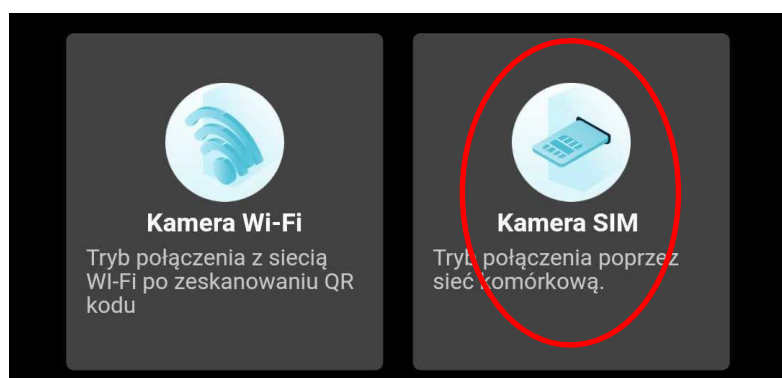 Kamera Wi-Fi
Tryb połączenia z siecią
WI-Fi po zeskanowaniu QR
kodu
Kamera SIM
Tryb połączenia poprzez
sieć komórkową.